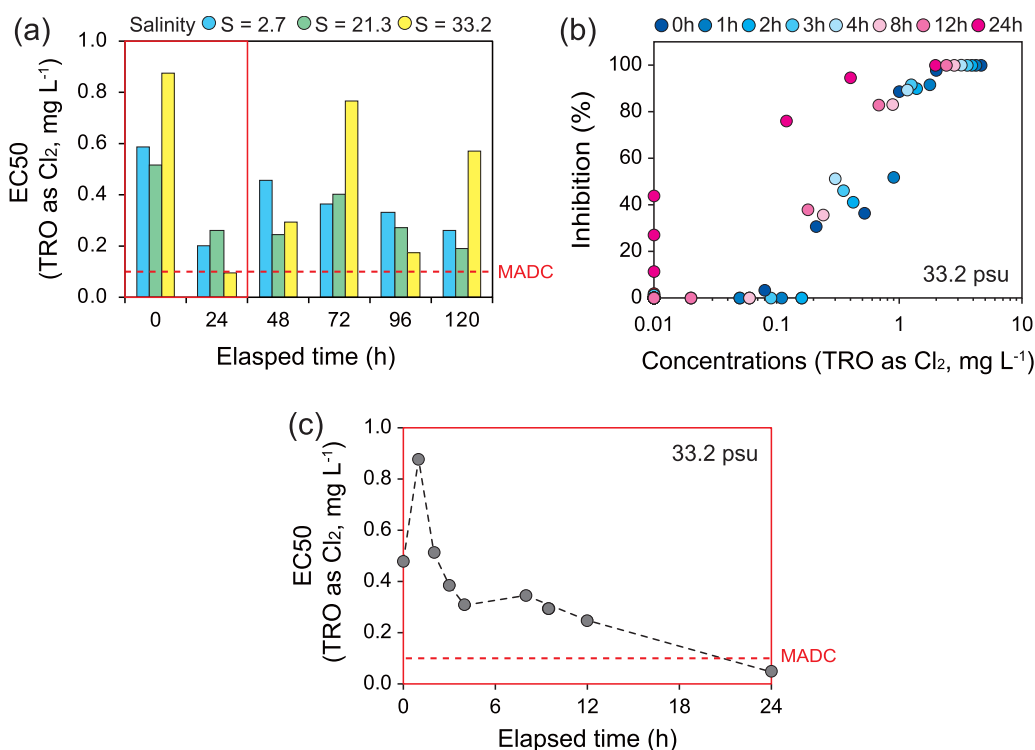 (a)
Salinity S = 2.7 S = 21.3 S = 33.2
EC50
(TRO as Cl₂, mg L⁻¹)
1.0
0.8
0.6
0.4
0.2
0.0
MADC
0 24 48 72 96 120
Elasped time (h)
(b)
0h 1h 2h 3h 4h 8h 12h 24h
Inhibition (%)
100
80
60
40
20
0
33.2 psu
0.01 0.1 1 10
Concentrations (TRO as Cl₂, mg L⁻¹)
(c)
EC50
(TRO as Cl₂, mg L⁻¹)
1.0
0.8
0.6
0.4
0.2
0.0
33.2 psu
MADC
0 6 12 18 24
Elapsed time (h)